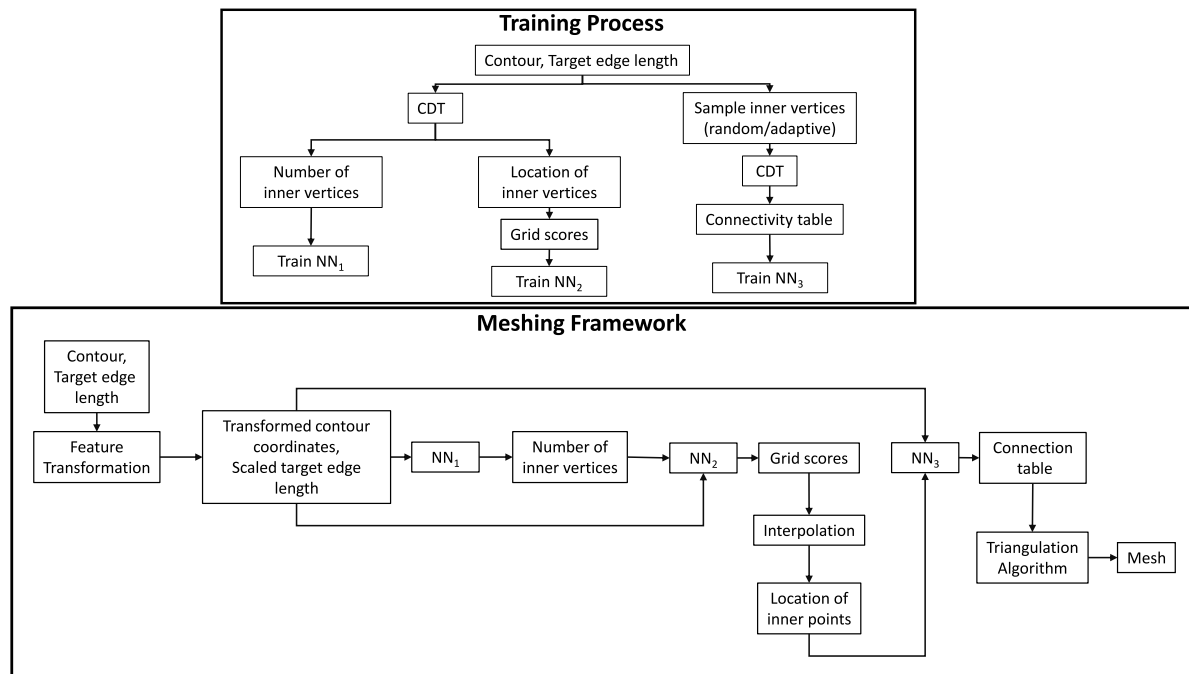 Training Process
Contour, Target edge length
CDT
Sample inner vertices
(random/adaptive)
Number of
inner vertices
Location of
inner vertices
CDT
Grid scores
Connectivity table
Train NN₁
Train NN₂
Train NN₃
Meshing Framework
Contour,
Target edge
length
Feature
Transformation
Transformed contour
coordinates,
Scaled target edge
length
NN₁
Number of
inner vertices
NN₂
Grid scores
Interpolation
Location of
inner points
NN₃
Connection
table
Triangulation
Algorithm
Mesh